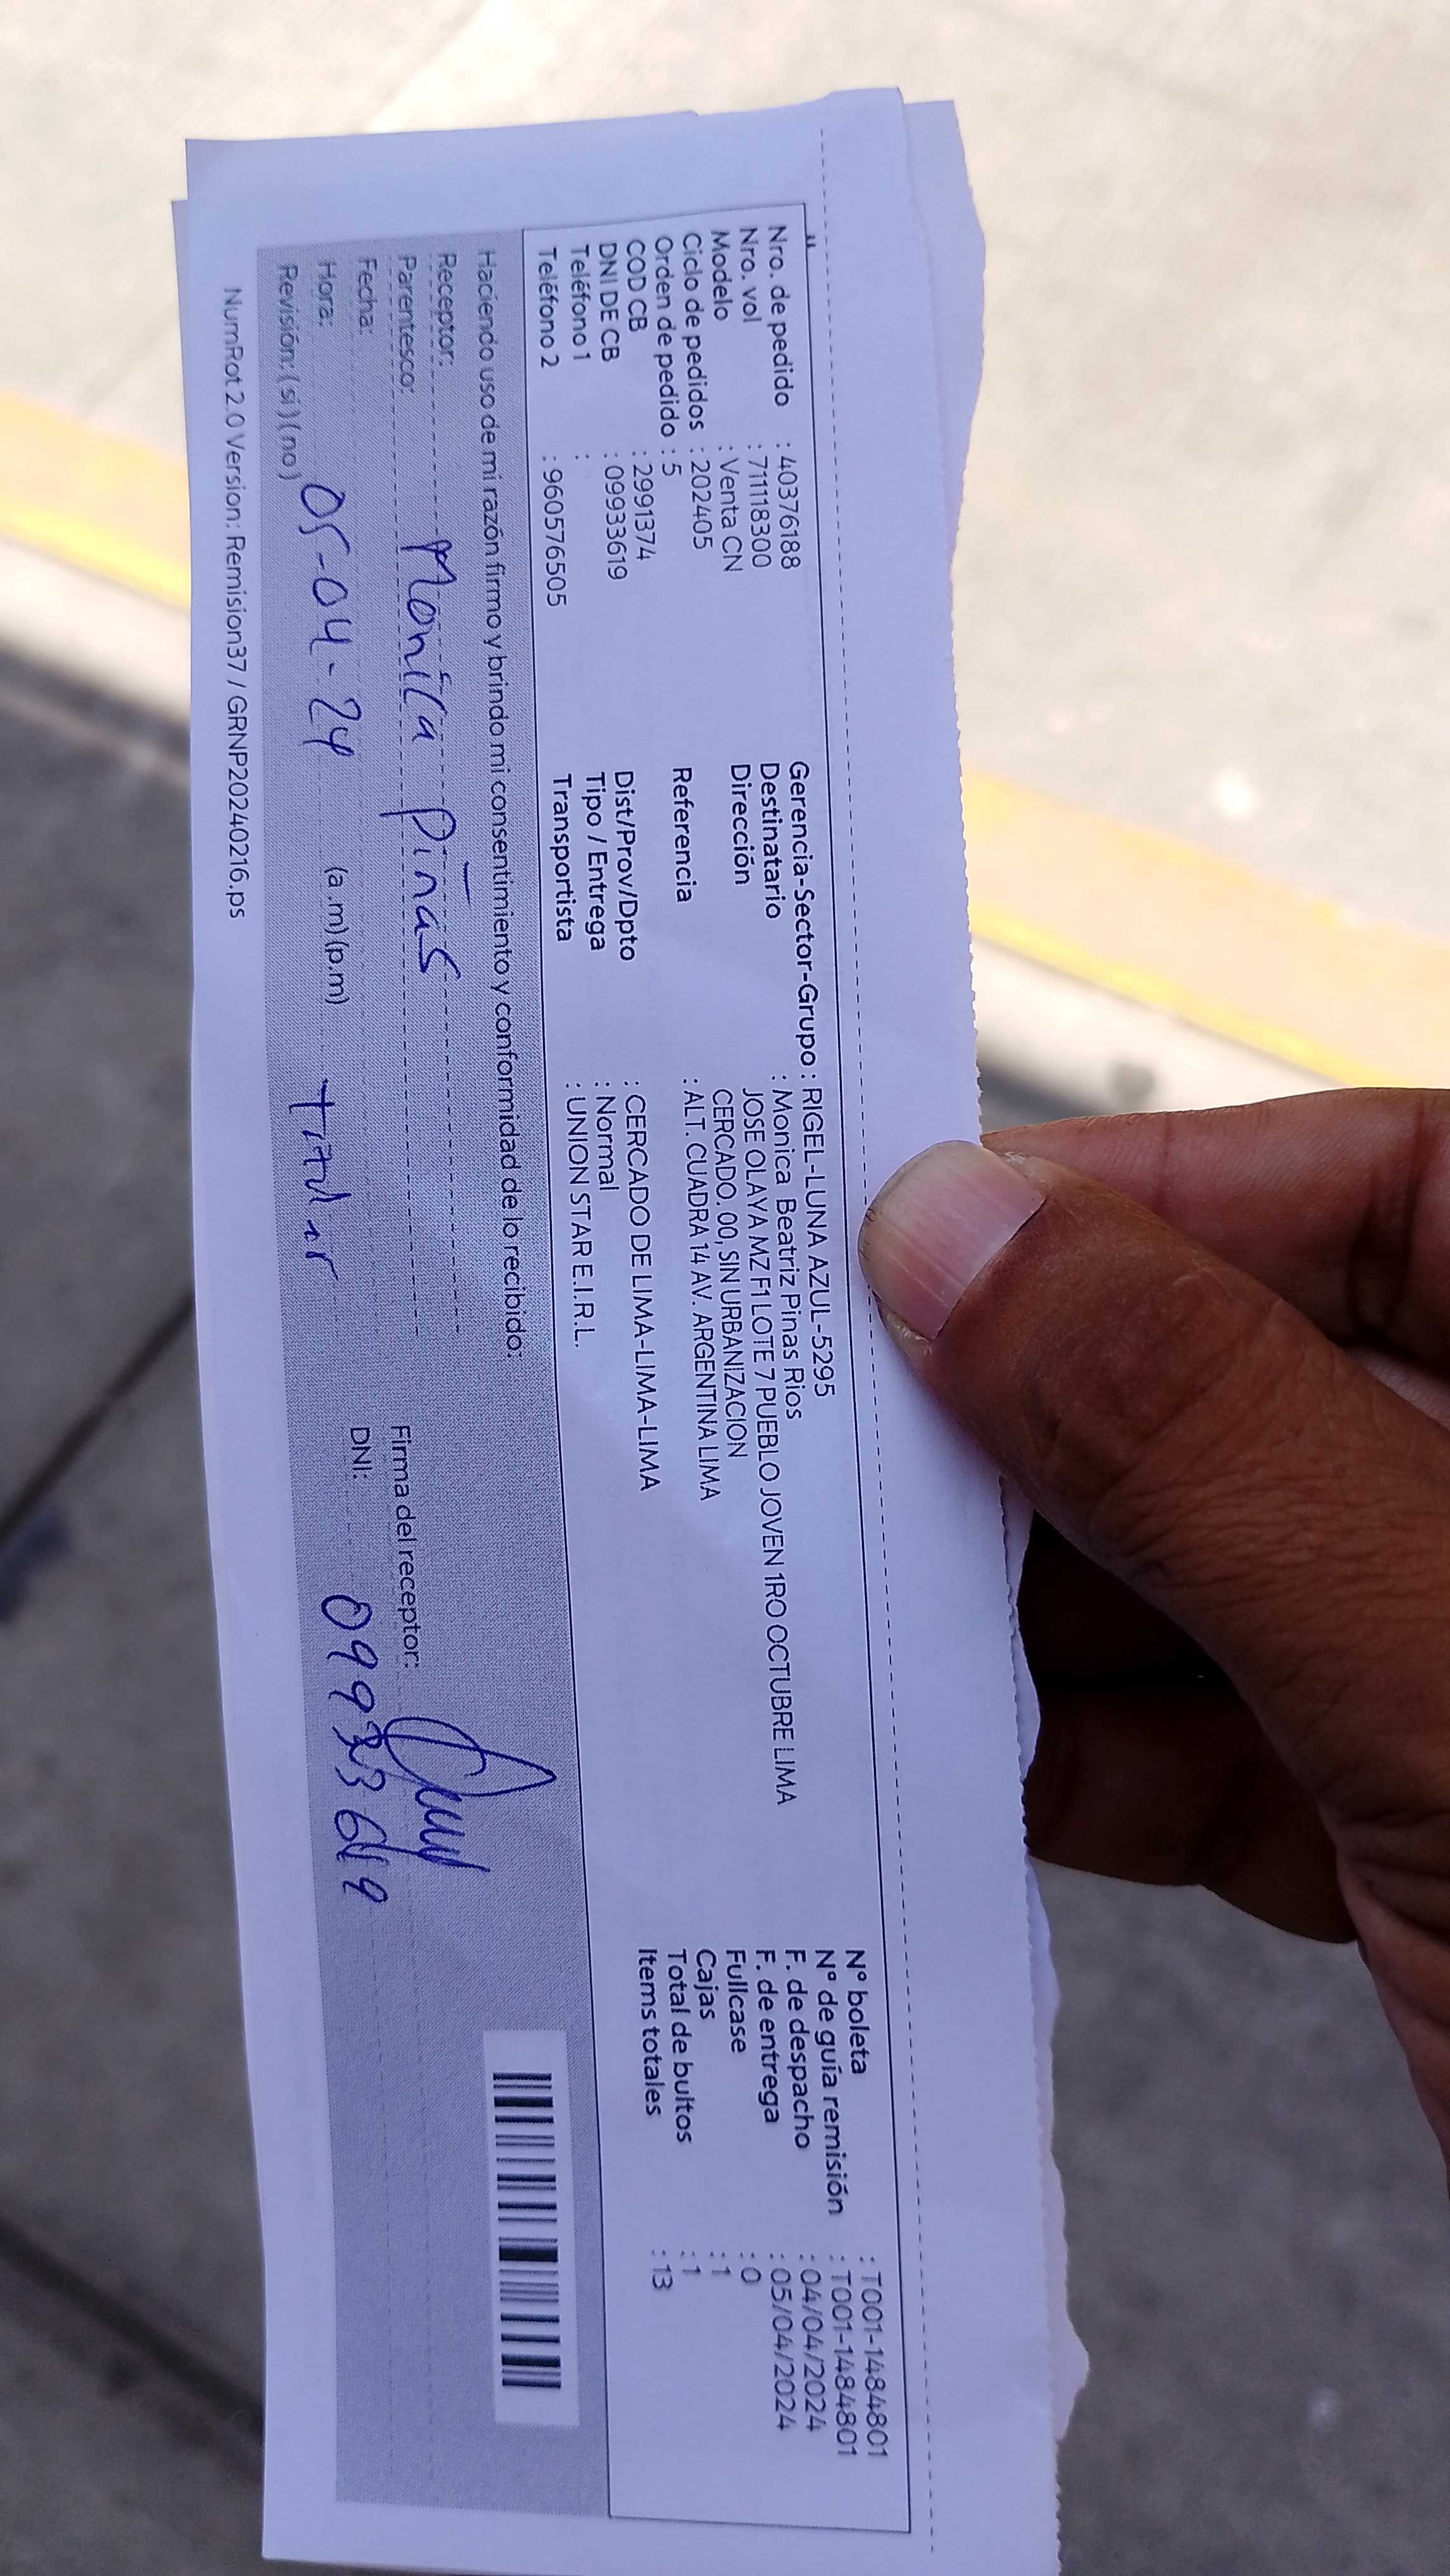 Nro. de pedido : 40376188
Nro. vol : 711118300
Modelo : Venta CN
Ciclo de pedidos : 202405
Orden de pedido : 5
COD CB : 2991374
DNI DE CB : 09933619
Teléfono 1 :
Teléfono 2 : 960576505
Gerencia-Sector-Grupo : RIGEL-LUNA AZUL-5295
Destinatario : Monica Beatriz Pinas Rios
Dirección JOSE OLAYA MZ F1 LOTE 7 PUEBLO JOVEN 1RO OCTUBRE LIMA
CERCADO. 00, SIN URBANIZACION
Referencia : ALT. CUADRA 14 AV. ARGENTINA LIMA
Dist/Prov/Dpto : CERCADO DE LIMA-LIMA-LIMA
Tipo / Entrega : Normal
Transportista : UNION STAR E.I.R.L.
N° boleta : T001-1484801
N° de guía remisión : T001-1484801
F. de despacho : 04/04/2024
F. de entrega : 05/04/2024
Fullcase : 0
Cajas : 1
Total de bultos : 1
Items totales : 13
Haciendo uso de mi razón firmo y brindo mi consentimiento y conformidad de lo recibido:
Receptor: Monica Piñas
Parentesco:
Fecha: 05-04-24
Hora: (a.m) (p.m) Titular
Revisión: (si) (no)
Firma del receptor:
DNI: 09933619
NumRot 2.0 Version: Remision37 / GRNP20240216.ps